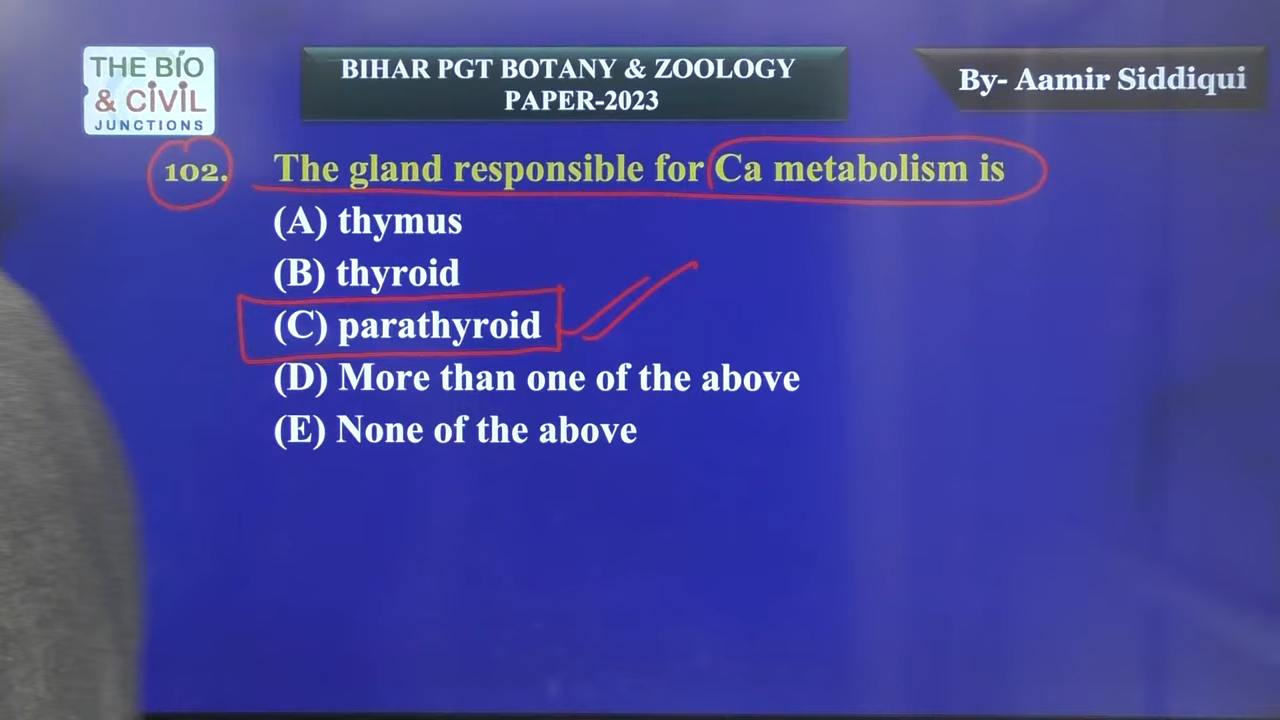 THE BIO
& CIVIL
JUNCTIONS
BIHAR PGT BOTANY & ZOOLOGY
PAPER-2023
By- Aamir Siddiqui
102. The gland responsible for Ca metabolism is
(A) thymus
(B) thyroid
(C) parathyroid
(D) More than one of the above
(E) None of the above